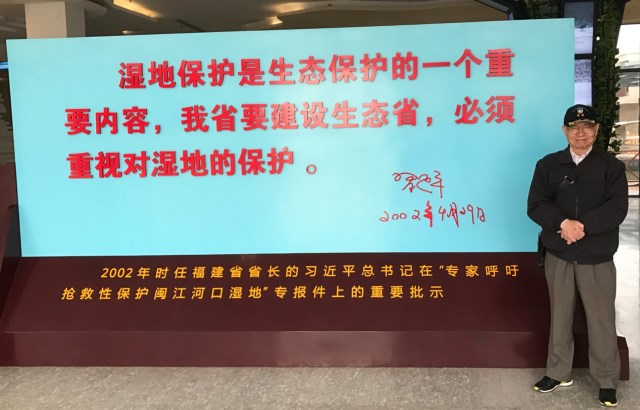 湿地保护是生态保护的一个重
要内容，我省要建设生态省，必须
重视对湿地的保护。
2002年4月29日
2002年时任福建省省长的习近平总书记在“专家呼吁
抢救性保护闽江河口湿地”专报件上的重要批示